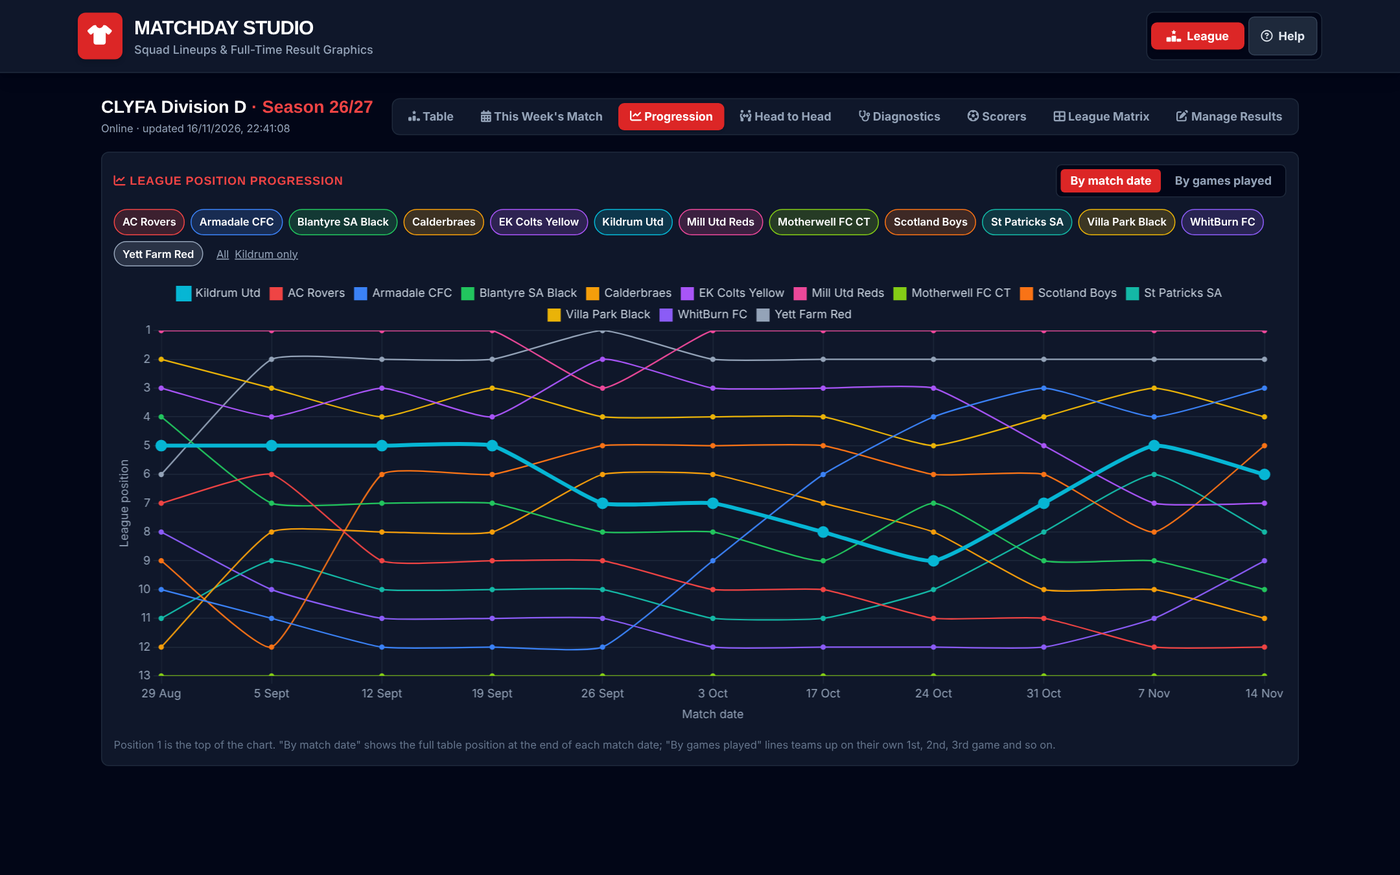 MATCHDAY STUDIO
Squad Lineups & Full-Time Result Graphics
League
Help
CLYFA Division D · Season 26/27
Online · updated 16/11/2026, 22:41:08
Table
This Week's Match
Progression
Head to Head
Diagnostics
Scorers
League Matrix
Manage Results
LEAGUE POSITION PROGRESSION
By match date
By games played
AC Rovers
Armadale CFC
Blantyre SA Black
Calderbraes
EK Colts Yellow
Kildrum Utd
Mill Utd Reds
Motherwell FC CT
Scotland Boys
St Patricks SA
Villa Park Black
WhitBurn FC
Yett Farm Red
All
Kildrum only
Kildrum Utd
AC Rovers
Armadale CFC
Blantyre SA Black
Calderbraes
EK Colts Yellow
Mill Utd Reds
Motherwell FC CT
Scotland Boys
St Patricks SA
Villa Park Black
WhitBurn FC
Yett Farm Red
League position
1
2
3
4
5
6
7
8
9
10
11
12
13
29 Aug
5 Sept
12 Sept
19 Sept
26 Sept
3 Oct
17 Oct
24 Oct
31 Oct
7 Nov
14 Nov
Match date
Position 1 is the top of the chart. "By match date" shows the full table position at the end of each match date; "By games played" lines teams up on their own 1st, 2nd, 3rd game and so on.